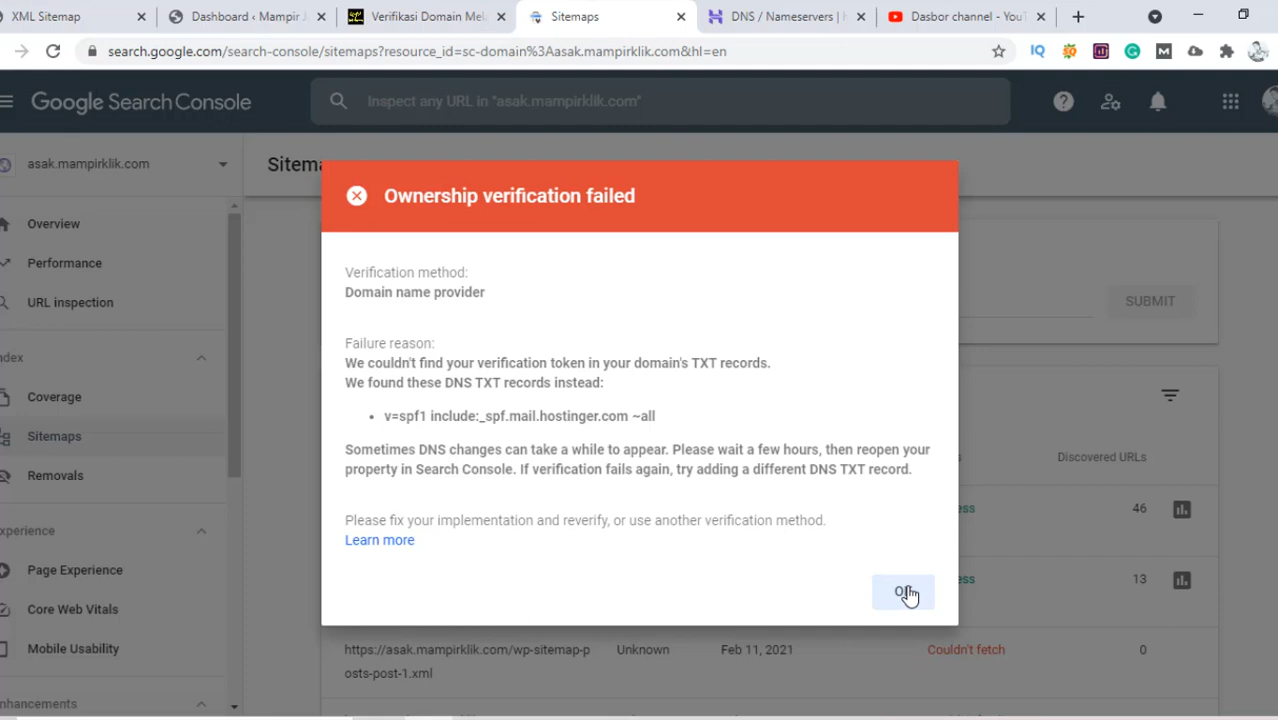 XML Sitemap
Dashboard ‹ Mampir J
Verifikasi Domain Mel
Sitemaps
DNS / Nameservers | H
Dasbor channel - YouT
search.google.com/search-console/sitemaps?resource_id=sc-domain%3Aasak.mampirklik.com&hl=en
Google Search Console
Inspect any URL in "asak.mampirklik.com"
asak.mampirklik.com
Sitema
Overview
Performance
URL inspection
ndex
Coverage
Sitemaps
Removals
xperience
Page Experience
Core Web Vitals
Mobile Usability
nhancements
Ownership verification failed
Verification method:
Domain name provider
Failure reason:
We couldn't find your verification token in your domain's TXT records.
We found these DNS TXT records instead:
• v=spf1 include:_spf.mail.hostinger.com ~all
Sometimes DNS changes can take a while to appear. Please wait a few hours, then reopen your
property in Search Console. If verification fails again, try adding a different DNS TXT record.
Please fix your implementation and reverify, or use another verification method.
Learn more
SUBMIT
s
Discovered URLs
ess
46
ess
13
https://asak.mampirklik.com/wp-sitemap-p
osts-post-1.xml
Unknown
Feb 11, 2021
Couldn't fetch
0